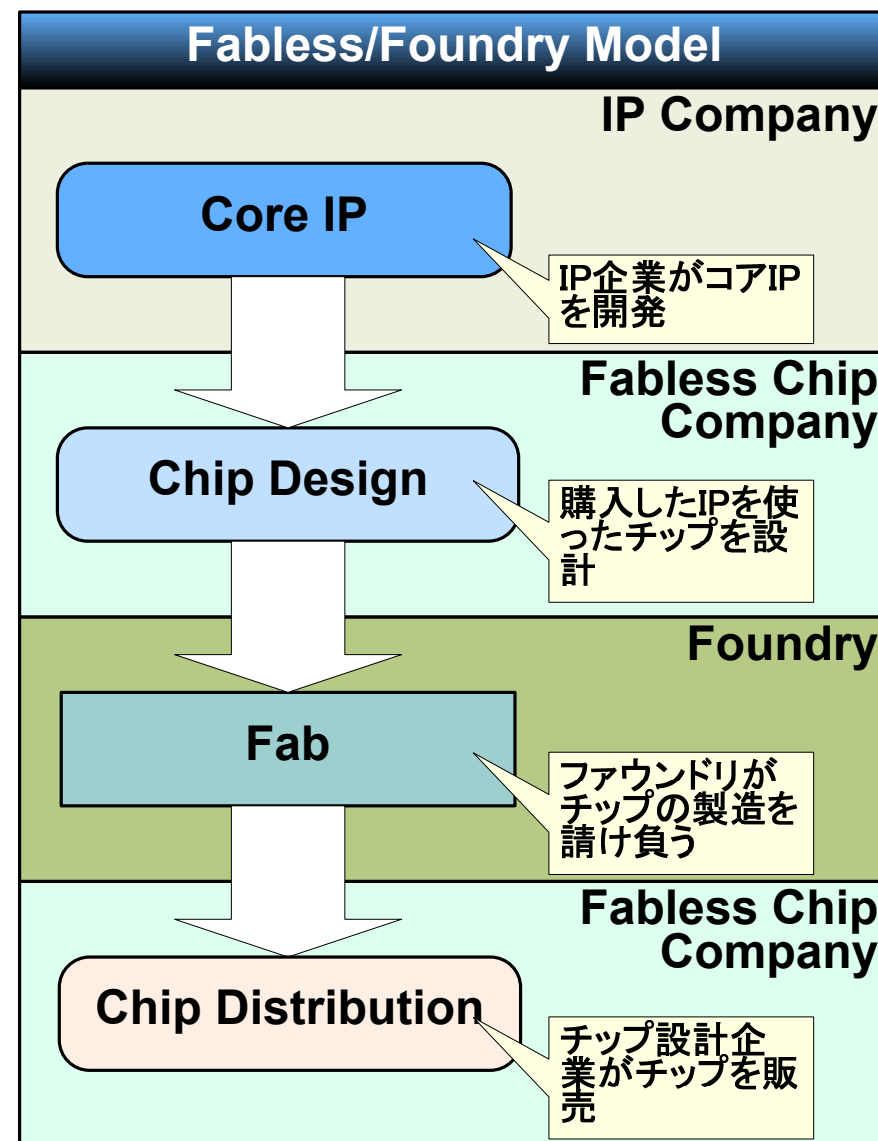 Fabless/Foundry Model
IP Company
Core IP
IP企業がコアIP
を開発
Fabless Chip
Company
Chip Design
購入したIPを使
ったチップを設
計
Foundry
Fab
ファウンドリが
チップの製造を
請け負う
Fabless Chip
Company
Chip Distribution
チップ設計企
業がチップを販
売